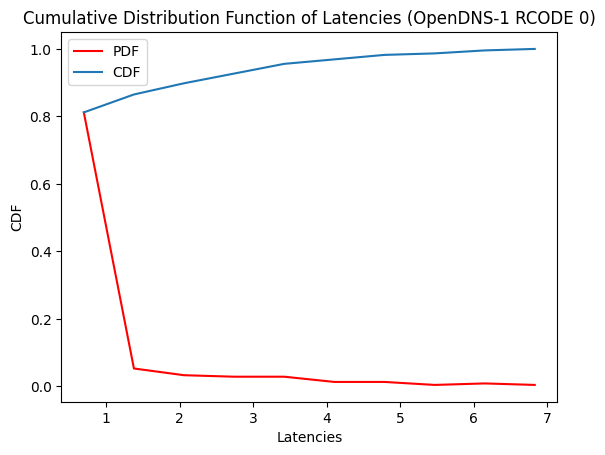 Cumulative Distribution Function of Latencies (OpenDNS-1 RCODE 0)
PDF
CDF
1.0
0.8
0.6
0.4
0.2
0.0
CDF
1 2 3 4 5 6 7
Latencies